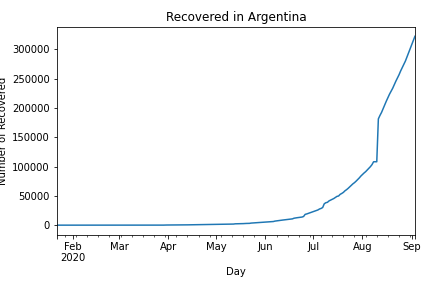 Recovered in Argentina
300000
250000
200000
150000
100000
50000
0
Number of Recovered
Feb Mar Apr May Jun Jul Aug Sep
2020
Day